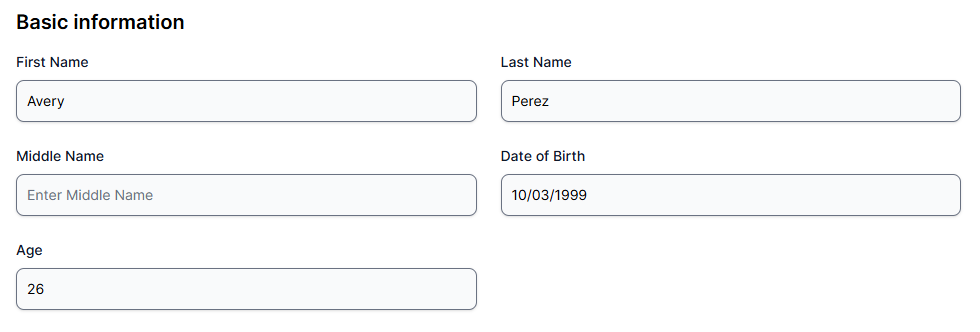 Basic information
First Name
Last Name
Avery
Perez
Middle Name
Date of Birth
Enter Middle Name
10/03/1999
Age
26